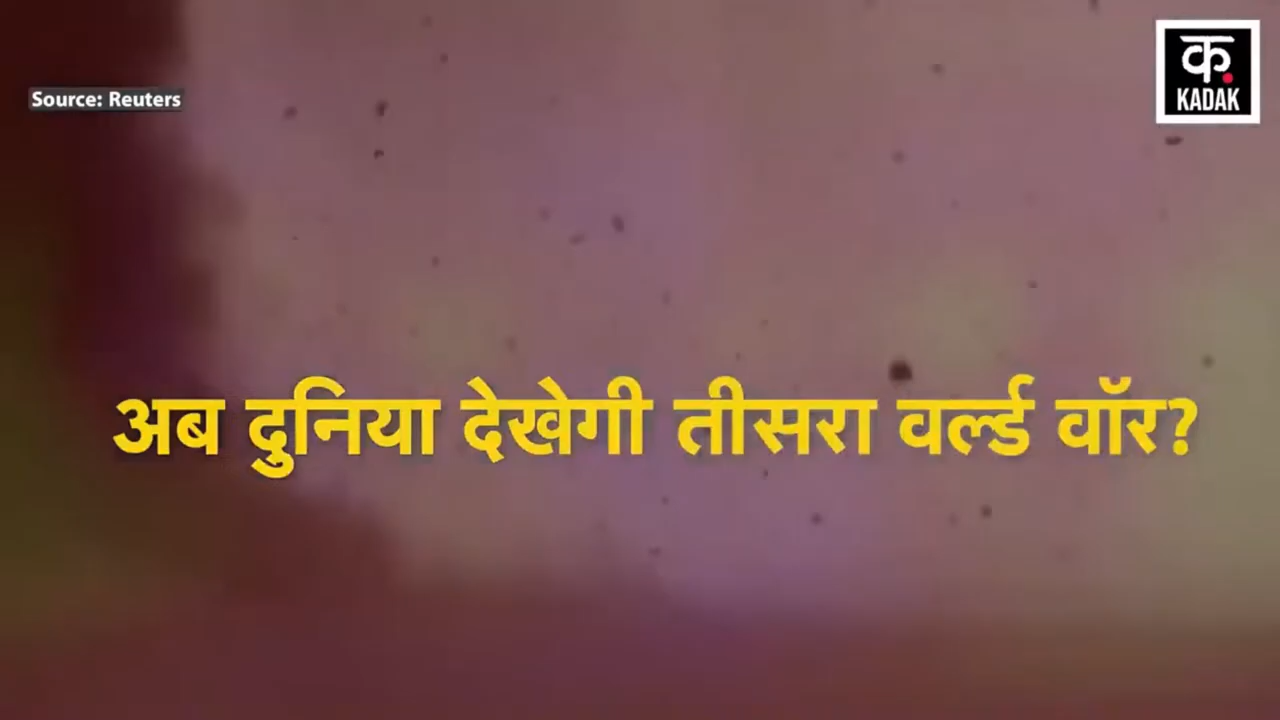 Source: Reuters
क.
KADAK
अब दुनिया देखेगी तीसरा वर्ल्ड वॉर?